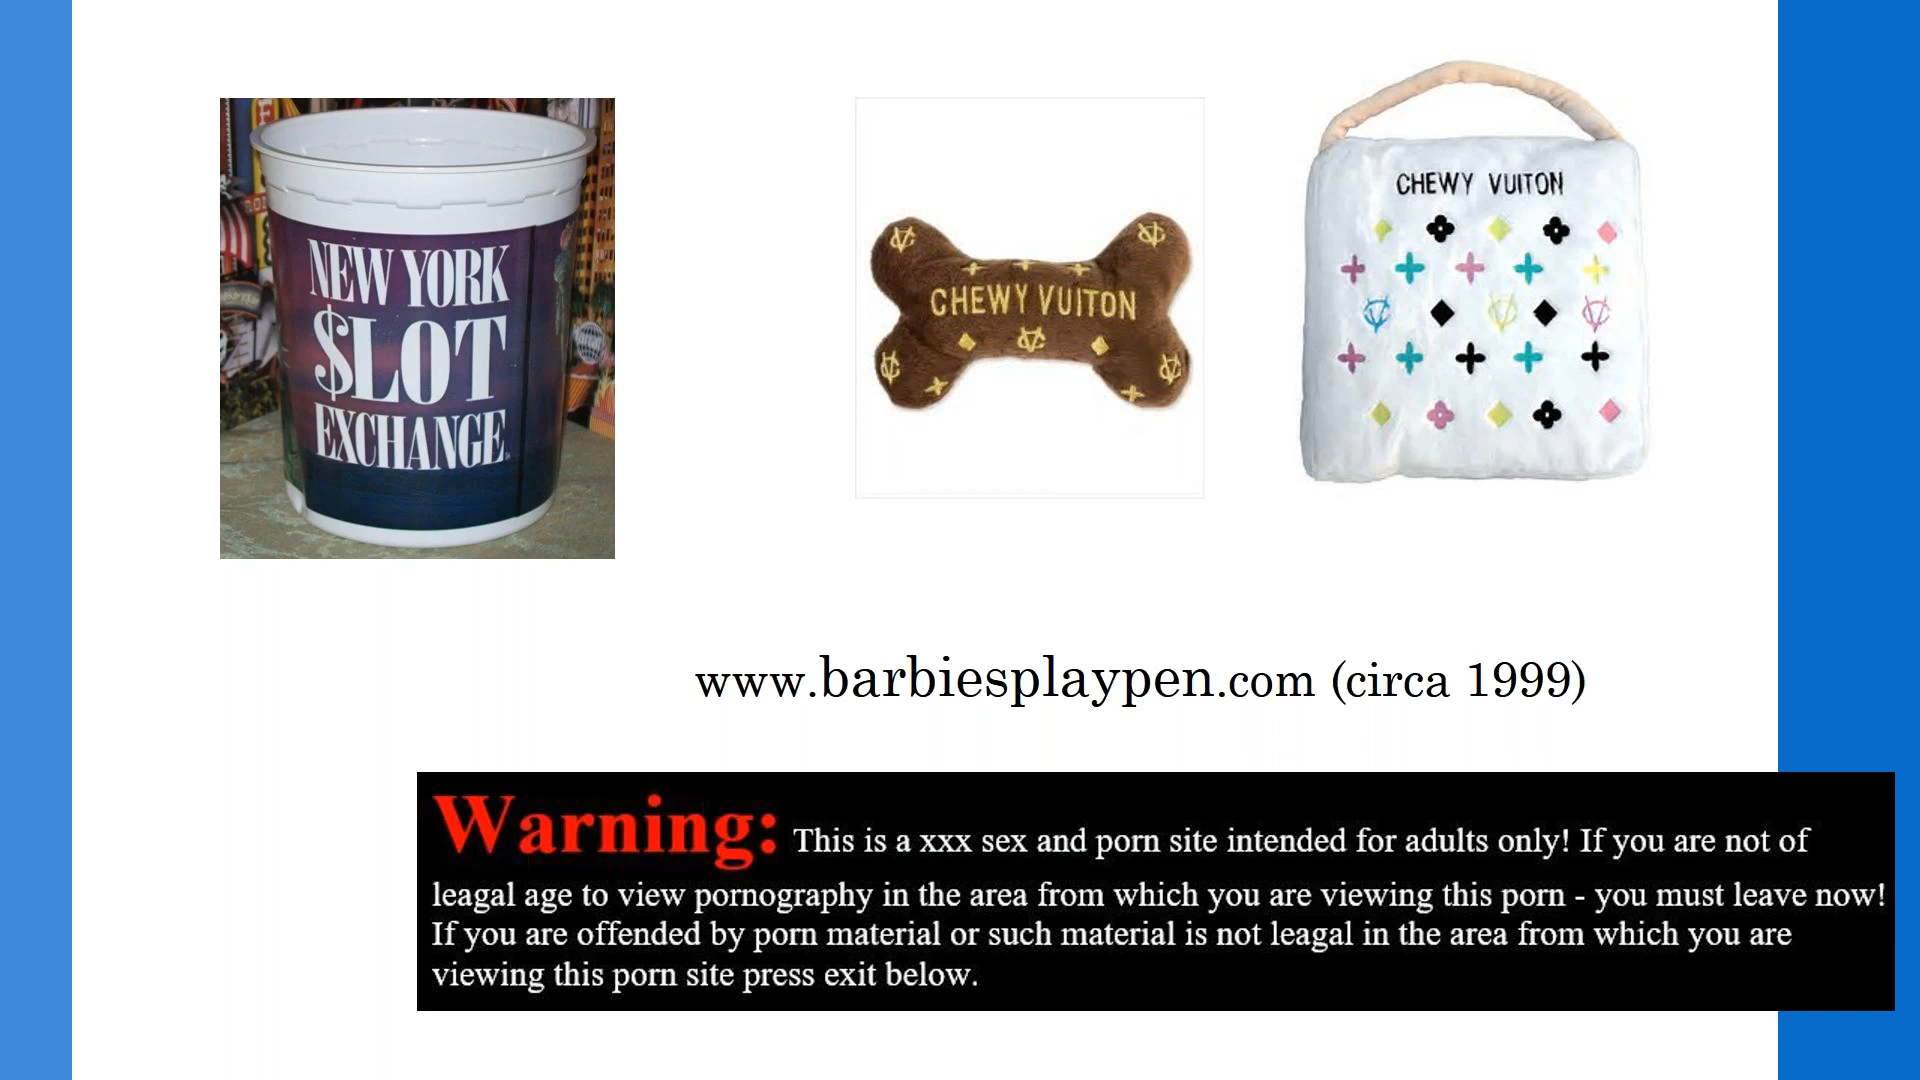 NEW YORK
$LOT
EXCHANGE
CHEWY VUITON
CHEWY VUITON
www.barbiesplaypen.com (circa 1999)
Warning: This is a xxx sex and porn site intended for adults only! If you are not of
leagal age to view pornography in the area from which you are viewing this porn - you must leave now!
If you are offended by porn material or such material is not leagal in the area from which you are
viewing this porn site press exit below.